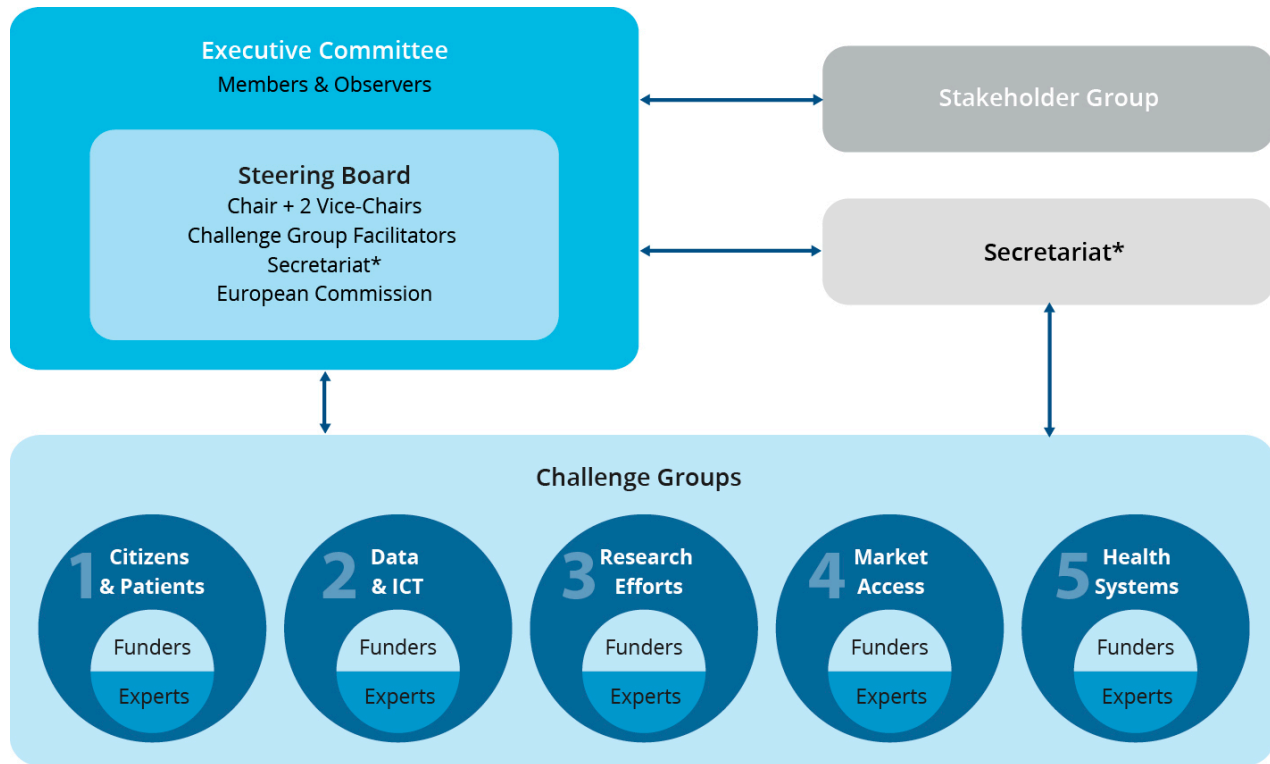 Executive Committee
Members & Observers
Steering Board
Chair + 2 Vice-Chairs
Challenge Group Facilitators
Secretariat*
European Commission
Stakeholder Group
Secretariat*
Challenge Groups
1 Citizens
& Patients
Funders
Experts
2 Data
& ICT
Funders
Experts
3 Research
Efforts
Funders
Experts
4 Market
Access
Funders
Experts
5 Health
Systems
Funders
Experts